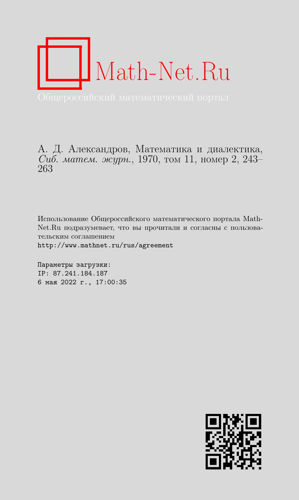 Math-Net.Ru
Общероссийский математический портал
А. Д. Александров, Математика и диалектика,
Сиб. матем. журн., 1970, том 11, номер 2, 243–
263
Использование Общероссийского математического портала Math-
Net.Ru подразумевает, что вы прочитали и согласны с пользова-
тельским соглашением
http://www.mathnet.ru/rus/agreement
Параметры загрузки:
IP: 87.241.184.187
6 мая 2022 г., 17:00:35